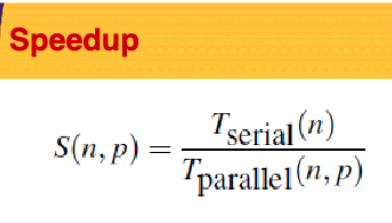 Speedup
S(n, p) = T_serial(n) / T_parallel(n, p)